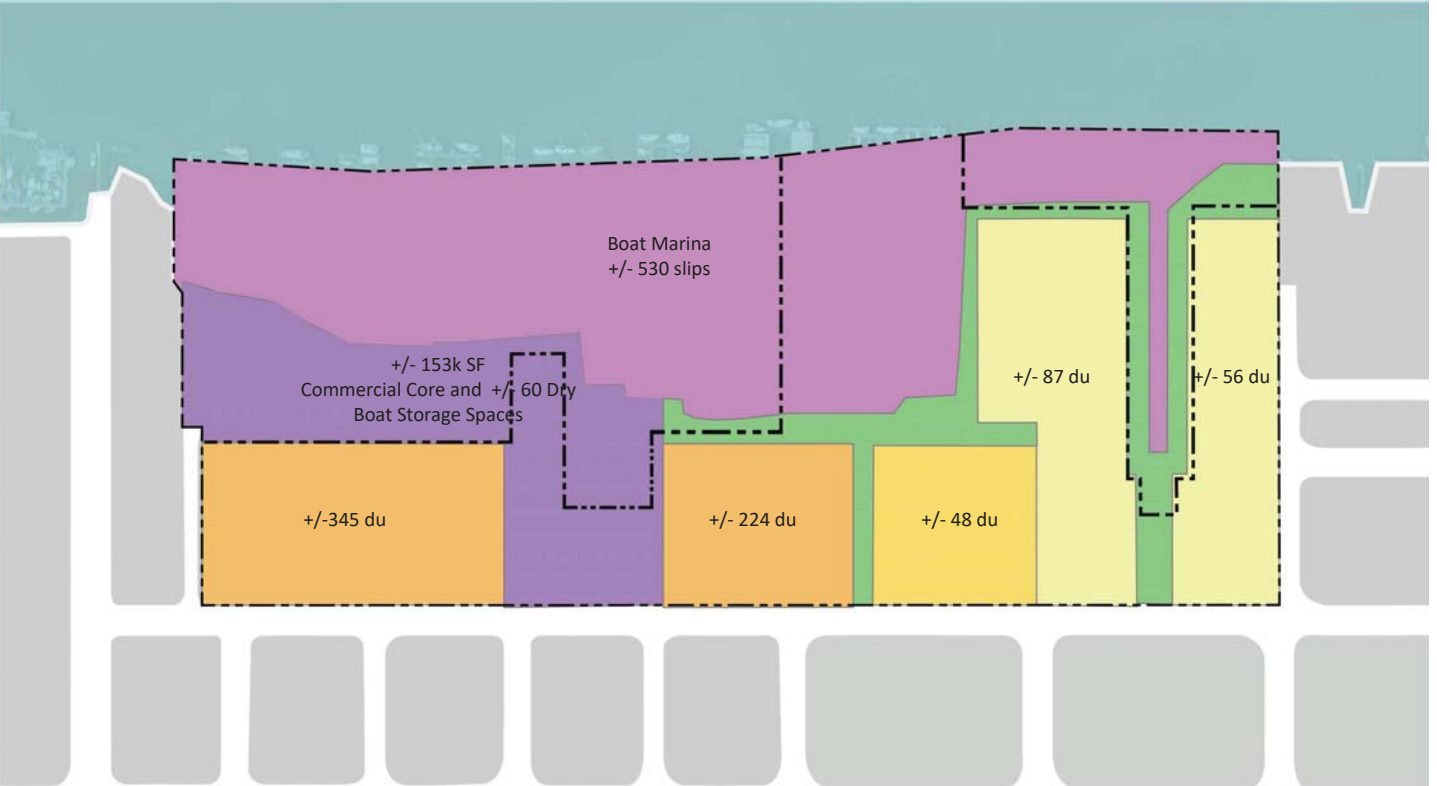 Boat Marina
+/- 530 slips
+/- 153k SF
Commercial Core and +/- 60 Dry
Boat Storage Spaces
+/- 87 du
+/- 56 du
+/-345 du
+/- 224 du
+/- 48 du